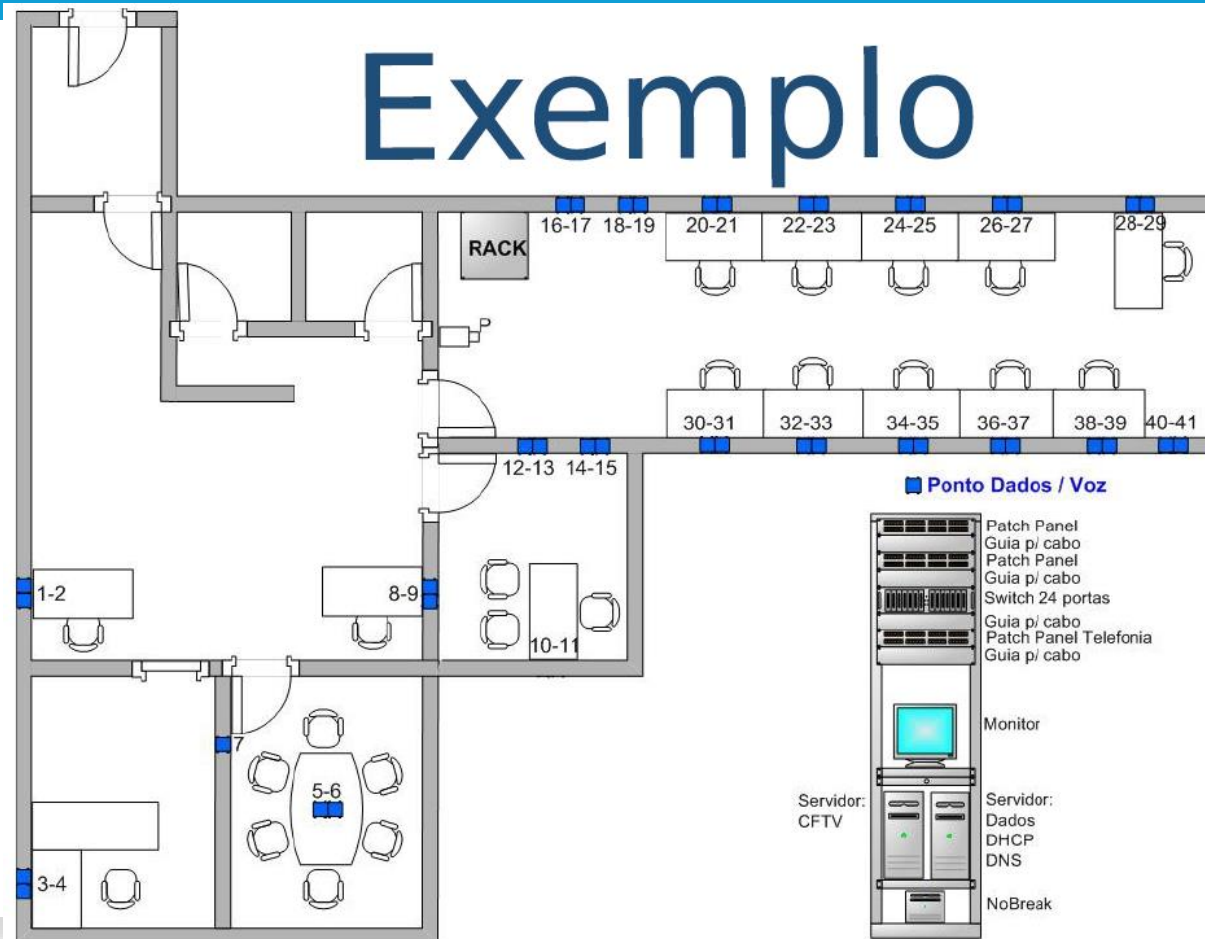 Exemplo
RACK
16-17 18-19 20-21 22-23 24-25 26-27 28-29
30-31 32-33 34-35 36-37 38-39 40-41
12-13 14-15
Ponto Dados / Voz
1-2
8-9
10-11
7
5-6
3-4
Patch Panel
Guia p/ cabo
Patch Panel
Guia p/ cabo
Switch 24 portas
Guia p/ cabo
Patch Panel Telefonia
Guia p/ cabo
Monitor
Servidor:
CFTV
Servidor:
Dados
DHCP
DNS
NoBreak